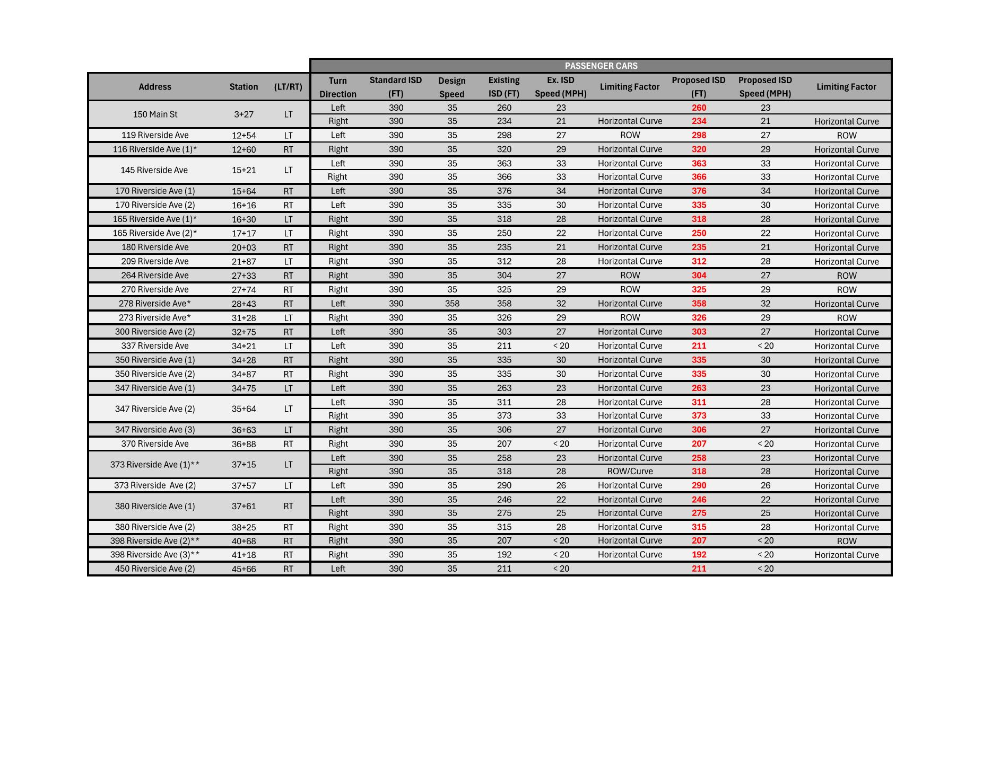 PASSENGER CARS
Address Station (LT/RT) Turn Direction Standard ISD (FT) Design Speed Existing ISD (FT) Ex. ISD Speed (MPH) Limiting Factor Proposed ISD (FT) Proposed ISD Speed (MPH) Limiting Factor
150 Main St 3+27 LT Left 390 35 260 23 260 23
Right 390 35 234 21 Horizontal Curve 234 21 Horizontal Curve
119 Riverside Ave 12+54 LT Left 390 35 298 27 ROW 298 27 ROW
116 Riverside Ave (1)* 12+60 RT Right 390 35 320 29 Horizontal Curve 320 29 Horizontal Curve
145 Riverside Ave 15+21 LT Left 390 35 363 33 Horizontal Curve 363 33 Horizontal Curve
Right 390 35 366 33 Horizontal Curve 366 33 Horizontal Curve
170 Riverside Ave (1) 15+64 RT Left 390 35 376 34 Horizontal Curve 376 34 Horizontal Curve
170 Riverside Ave (2) 16+16 RT Left 390 35 335 30 Horizontal Curve 335 30 Horizontal Curve
165 Riverside Ave (1)* 16+30 LT Right 390 35 318 28 Horizontal Curve 318 28 Horizontal Curve
165 Riverside Ave (2)* 17+17 LT Right 390 35 250 22 Horizontal Curve 250 22 Horizontal Curve
180 Riverside Ave 20+03 RT Right 390 35 235 21 Horizontal Curve 235 21 Horizontal Curve
209 Riverside Ave 21+87 LT Right 390 35 312 28 Horizontal Curve 312 28 Horizontal Curve
264 Riverside Ave 27+33 RT Right 390 35 304 27 ROW 304 27 ROW
270 Riverside Ave 27+74 RT Right 390 35 325 29 ROW 325 29 ROW
278 Riverside Ave* 28+43 RT Left 390 358 358 32 Horizontal Curve 358 32 Horizontal Curve
273 Riverside Ave* 31+28 LT Right 390 35 326 29 ROW 326 29 ROW
300 Riverside Ave (2) 32+75 RT Left 390 35 303 27 Horizontal Curve 303 27 Horizontal Curve
337 Riverside Ave 34+21 LT Left 390 35 211 < 20 Horizontal Curve 211 < 20 Horizontal Curve
350 Riverside Ave (1) 34+28 RT Right 390 35 335 30 Horizontal Curve 335 30 Horizontal Curve
350 Riverside Ave (2) 34+87 RT Right 390 35 335 30 Horizontal Curve 335 30 Horizontal Curve
347 Riverside Ave (1) 34+75 LT Left 390 35 263 23 Horizontal Curve 263 23 Horizontal Curve
347 Riverside Ave (2) 35+64 LT Left 390 35 311 28 Horizontal Curve 311 28 Horizontal Curve
Right 390 35 373 33 Horizontal Curve 373 33 Horizontal Curve
347 Riverside Ave (3) 36+63 LT Right 390 35 306 27 Horizontal Curve 306 27 Horizontal Curve
370 Riverside Ave 36+88 RT Right 390 35 207 < 20 Horizontal Curve 207 < 20 Horizontal Curve
373 Riverside Ave (1)** 37+15 LT Left 390 35 258 23 Horizontal Curve 258 23 Horizontal Curve
Right 390 35 318 28 ROW/Curve 318 28 Horizontal Curve
373 Riverside Ave (2) 37+57 LT Left 390 35 290 26 Horizontal Curve 290 26 Horizontal Curve
380 Riverside Ave (1) 37+61 RT Left 390 35 246 22 Horizontal Curve 246 22 Horizontal Curve
Right 390 35 275 25 Horizontal Curve 275 25 Horizontal Curve
380 Riverside Ave (2) 38+25 RT Right 390 35 315 28 Horizontal Curve 315 28 Horizontal Curve
398 Riverside Ave (2)** 40+68 RT Right 390 35 207 < 20 Horizontal Curve 207 < 20 ROW
398 Riverside Ave (3)** 41+18 RT Right 390 35 192 < 20 Horizontal Curve 192 < 20 Horizontal Curve
450 Riverside Ave (2) 45+66 RT Left 390 35 211 < 20 211 < 20